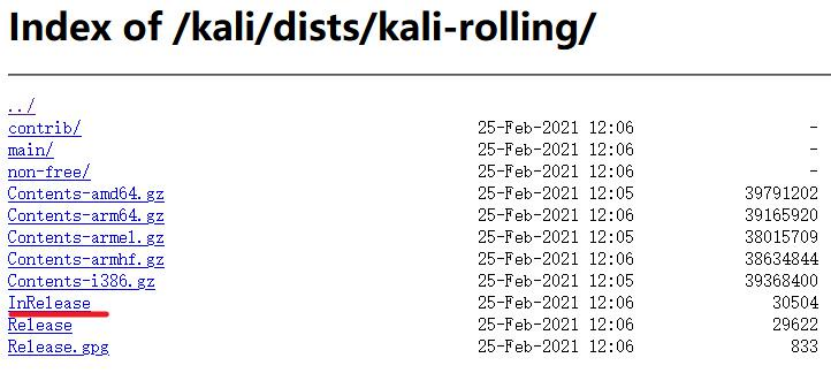 Index of /kali/dists/kali-rolling/
../
contrib/ 25-Feb-2021 12:06 -
main/ 25-Feb-2021 12:06 -
non-free/ 25-Feb-2021 12:06 -
Contents-amd64.gz 25-Feb-2021 12:05 39791202
Contents-arm64.gz 25-Feb-2021 12:06 39165920
Contents-armel.gz 25-Feb-2021 12:05 38015709
Contents-armhf.gz 25-Feb-2021 12:06 38634844
Contents-i386.gz 25-Feb-2021 12:05 39368400
InRelease 25-Feb-2021 12:06 30504
Release 25-Feb-2021 12:06 29622
Release.gpg 25-Feb-2021 12:06 833